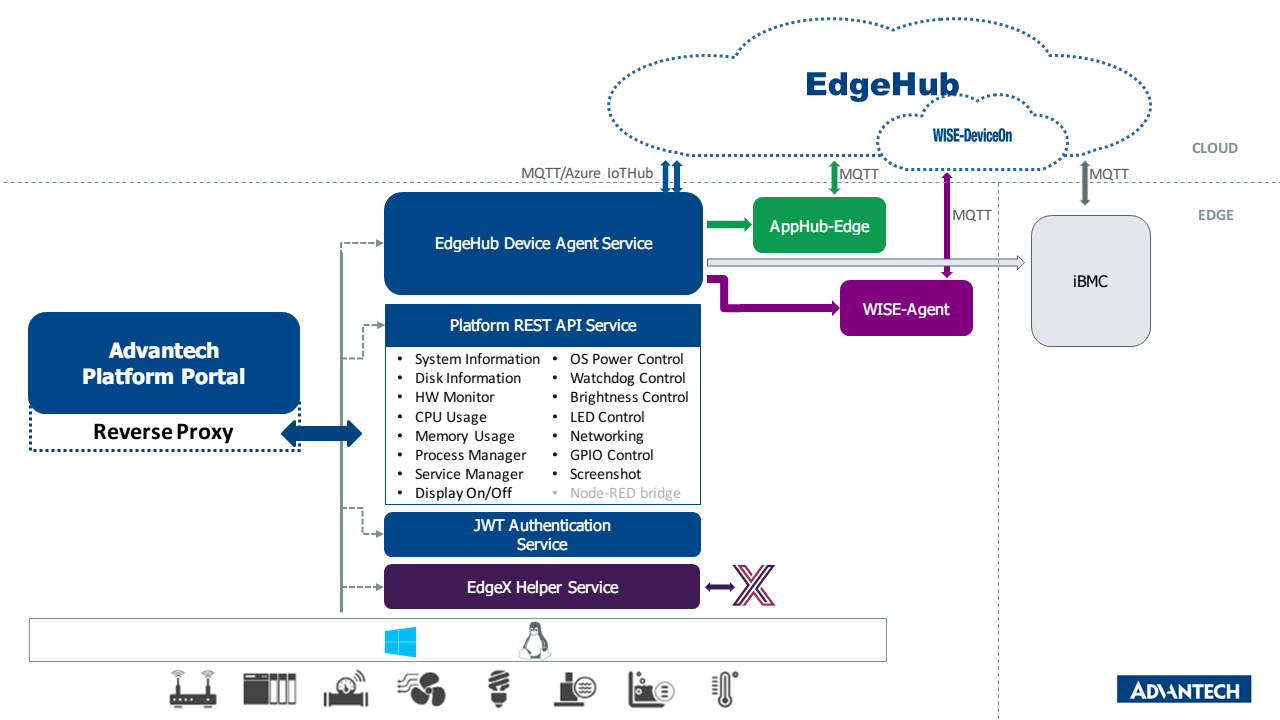 EdgeHub
WISE-DeviceOn
CLOUD
MQTT/Azure IoTHub
MQTT
MQTT
EDGE
MQTT
EdgeHub Device Agent Service
AppHub-Edge
iBMC
WISE-Agent
Platform REST API Service
Advantech
Platform Portal
Reverse Proxy
• System Information
• Disk Information
• HW Monitor
• CPU Usage
• Memory Usage
• Process Manager
• Service Manager
• Display On/Off
• OS Power Control
• Watchdog Control
• Brightness Control
• LED Control
• Networking
• GPIO Control
• Screenshot
• Node-RED bridge
JWT Authentication
Service
EdgeX Helper Service
ADVANTECH